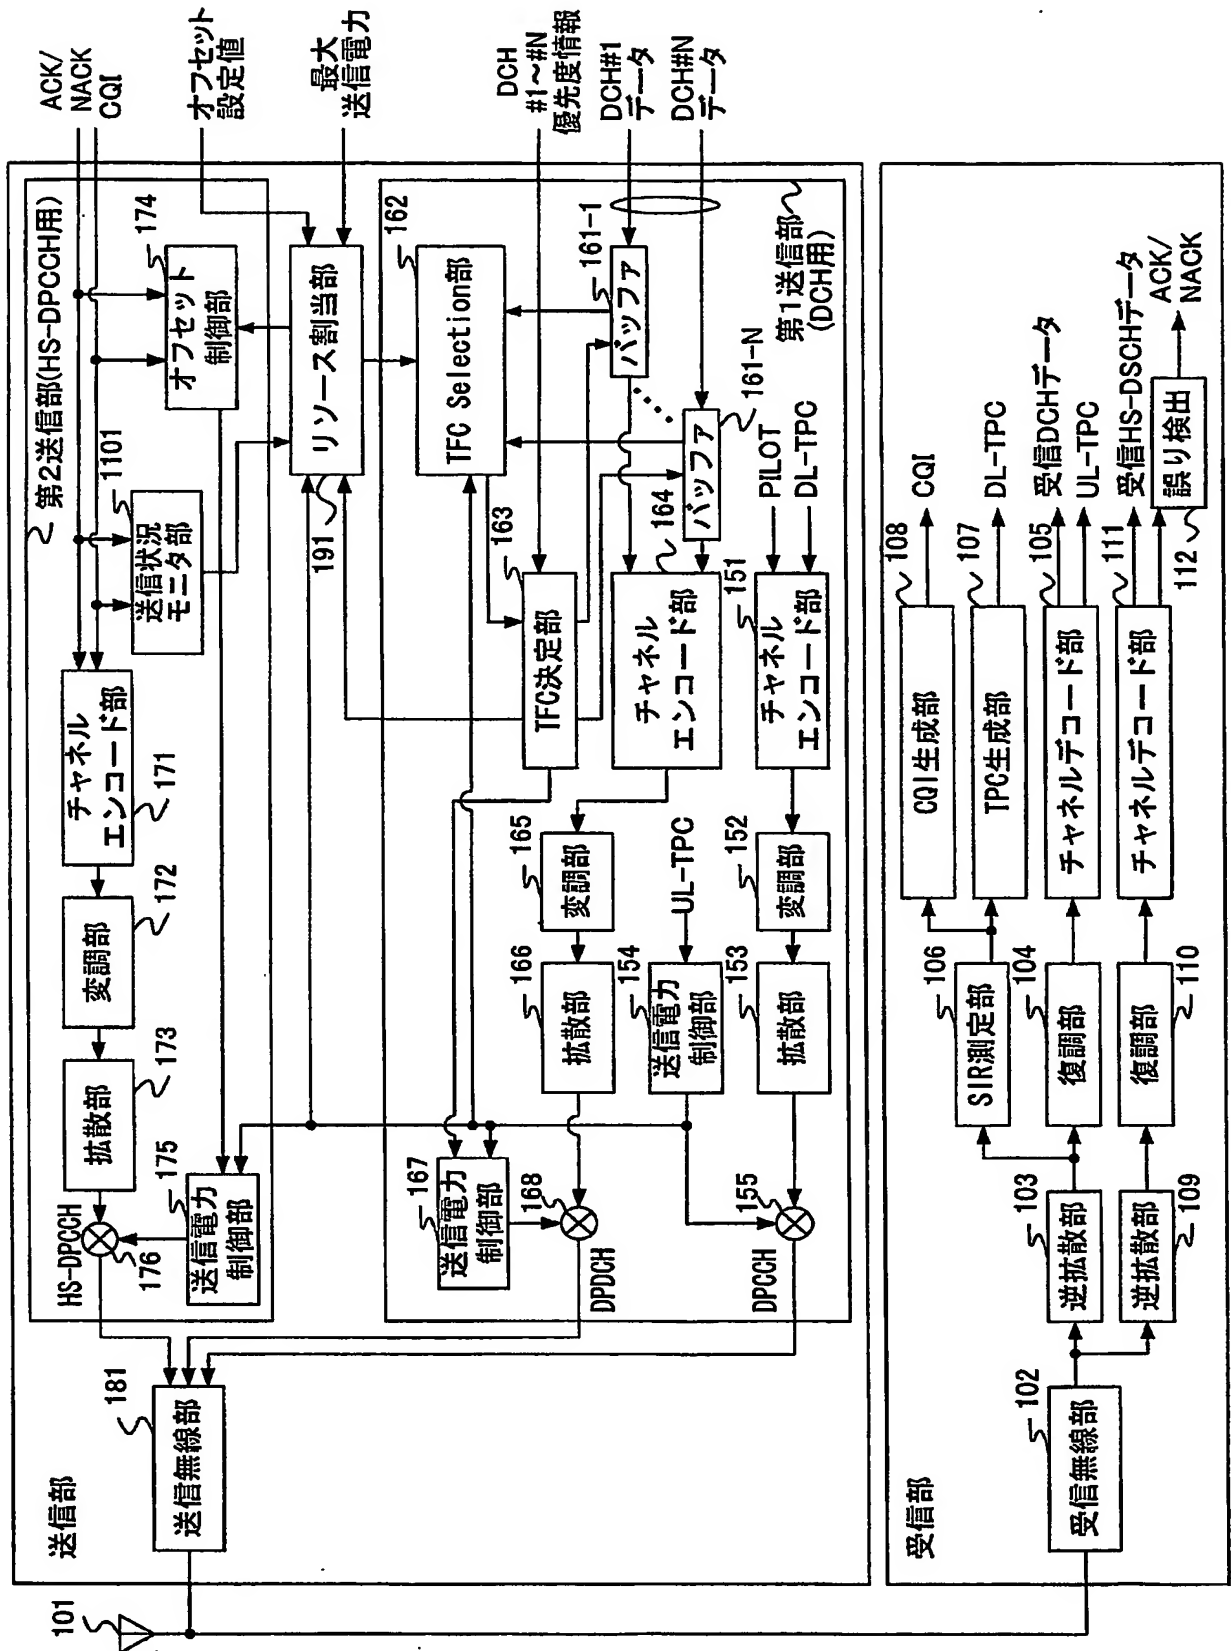 101
送信部
181
送信無線部
第2送信部(HS-DPCCH用)
HS-DPCCH
176
173
拡散部
172
変調部
171
チャネル
エンコード部
1101
送信状況
モニタ部
174
オフセット
制御部
175
送信電力
制御部
ACK/
NACK
CQI
オフセット
設定値
最大
送信電力
191
リソース割当部
162
TFC Selection部
163
TFC決定部
DCH
#1~#N
優先度情報
DCH#1
データ
DCH#N
データ
161-1
バッファ
161-N
バッファ
第1送信部
(DCH用)
167
送信電力
制御部
168
DPDCH
166
拡散部
165
変調部
164
チャネル
エンコード部
UL-TPC
154
送信電力
制御部
155
DPCCH
153
拡散部
152
変調部
151
チャネル
エンコード部
PILOT
DL-TPC
受信部
102
受信無線部
103
逆拡散部
109
逆拡散部
106
SIR測定部
104
復調部
110
復調部
108
CQI生成部
CQI
107
TPC生成部
DL-TPC
105
チャネルデコード部
受信DCHデータ
UL-TPC
111
チャネルデコード部
受信HS-DSCHデータ
112
誤り検出
ACK/
NACK